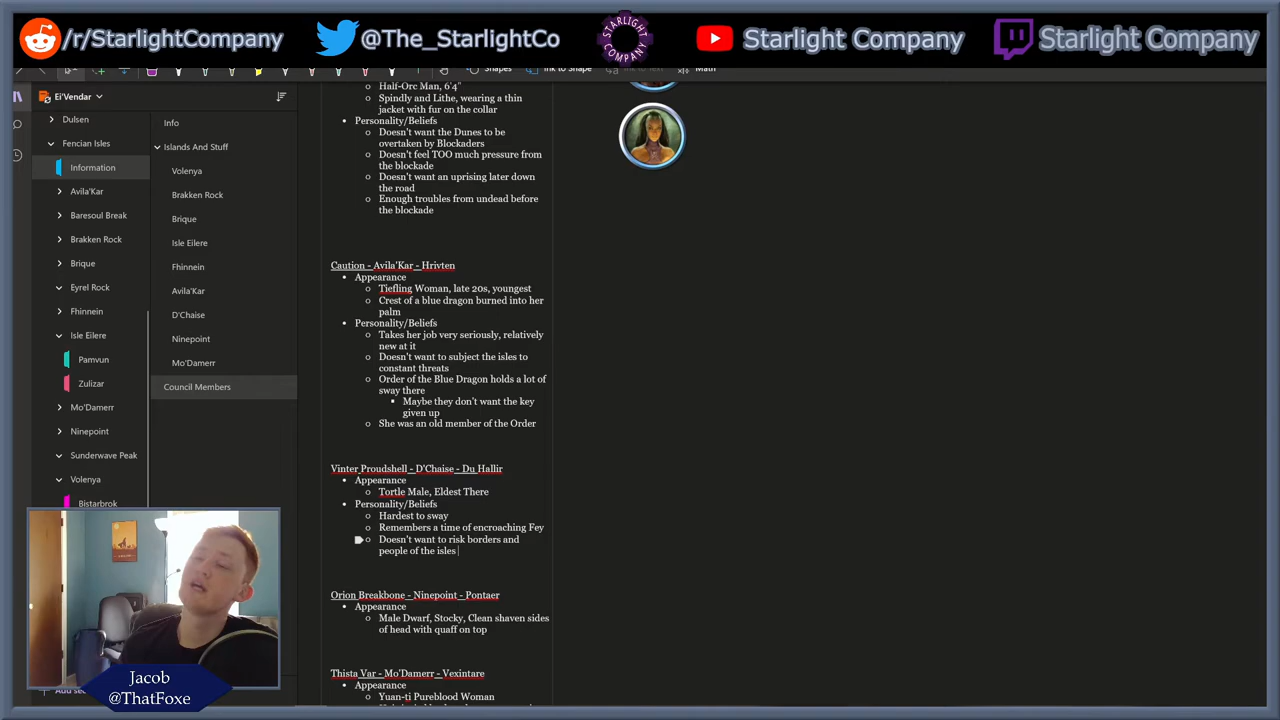 /r/StarlightCompany
@The_StarlightCo
STARLIGHT COMPANY
Starlight Company
Starlight Company
Shapes
Ink to Shape
Ink to Text
Math
Ei'Vendar
Dulsen
Fencian Isles
Information
Avila'Kar
Baresoul Break
Brakken Rock
Brique
Eyrel Rock
Fhinnein
Isle Eilere
Pamvun
Zulizar
Mo'Damerr
Ninepoint
Sunderwave Peak
Volenya
Bistarbrok
Info
Islands And Stuff
Volenya
Brakken Rock
Brique
Isle Eilere
Fhinnein
Avila'Kar
D'Chaise
Ninepoint
Mo'Damerr
Council Members
Half-Orc Man, 6'4"
Spindly and Lithe, wearing a thin
jacket with fur on the collar
Personality/Beliefs
Doesn't want the Dunes to be
overtaken by Blockaders
Doesn't feel TOO much pressure from
the blockade
Doesn't want an uprising later down
the road
Enough troubles from undead before
the blockade
Caution - Avila'Kar - Hrivten
Appearance
Tiefling Woman, late 20s, youngest
Crest of a blue dragon burned into her
palm
Personality/Beliefs
Takes her job very seriously, relatively
new at it
Doesn't want to subject the isles to
constant threats
Order of the Blue Dragon holds a lot of
sway there
Maybe they don't want the key
given up
She was an old member of the Order
Vinter Proudshell - D'Chaise - Du Hallir
Appearance
Tortle Male, Eldest There
Personality/Beliefs
Hardest to sway
Remembers a time of encroaching Fey
Doesn't want to risk borders and
people of the isles
Orion Breakbone - Ninepoint - Pontaer
Appearance
Male Dwarf, Stocky, Clean shaven sides
of head with quaff on top
Thista Var - Mo'Damerr - Vexintare
Appearance
Yuan-ti Pureblood Woman
Jacob
@ThatFoxe